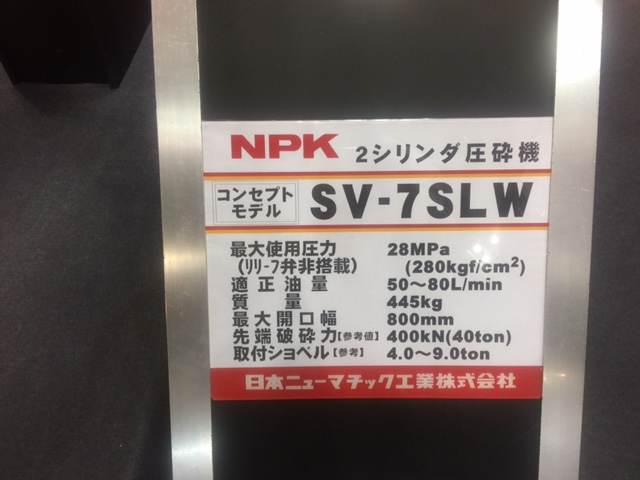 NPK 2シリンダ圧砕機
コンセプト
モデル
SV-7SLW
最大使用圧力 28MPa
(リリーフ弁非搭載) (280kgf/cm²)
適正油量 50〜80L/min
質量 445kg
最大開口幅 800mm
先端破砕力【参考値】 400kN(40ton)
取付ショベル【参考】 4.0〜9.0ton
日本ニューマチック工業株式会社